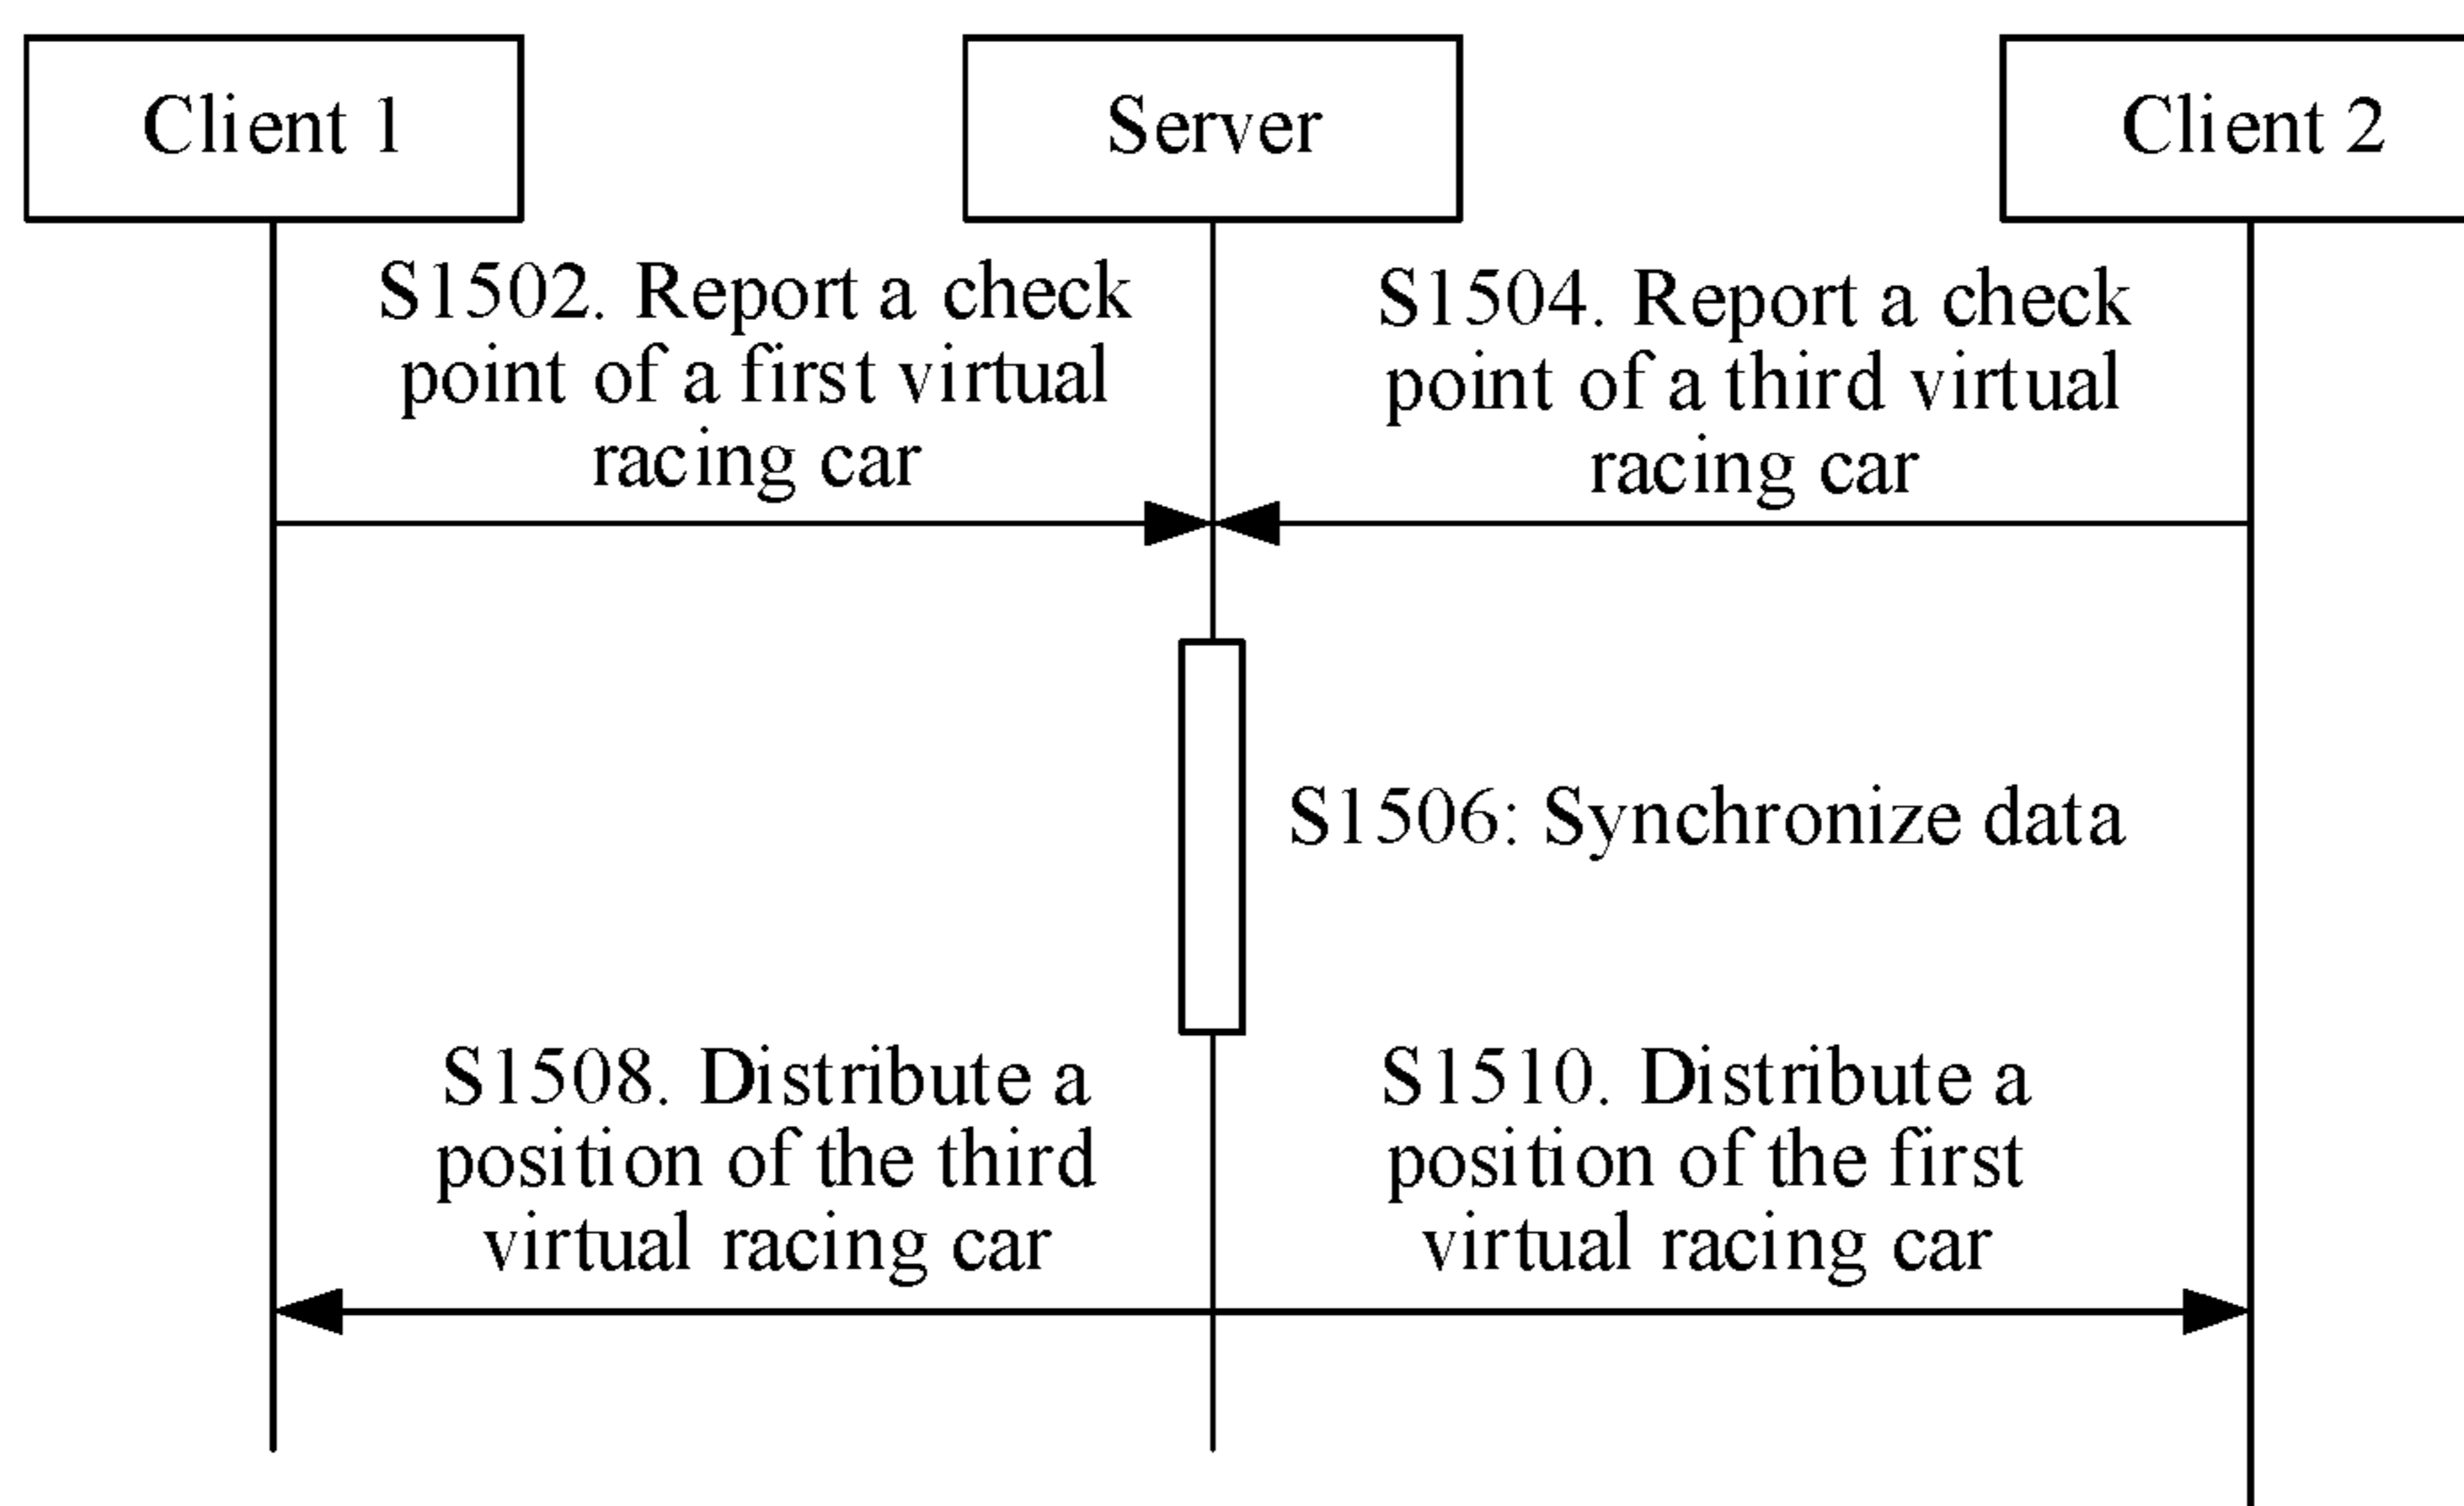 Client 1
Server
Client 2
S1502. Report a check
point of a first virtual
racing car
S1504. Report a check
point of a third virtual
racing car
S1506: Synchronize data
S1508. Distribute a
position of the third
virtual racing car
S1510. Distribute a
position of the first
virtual racing car